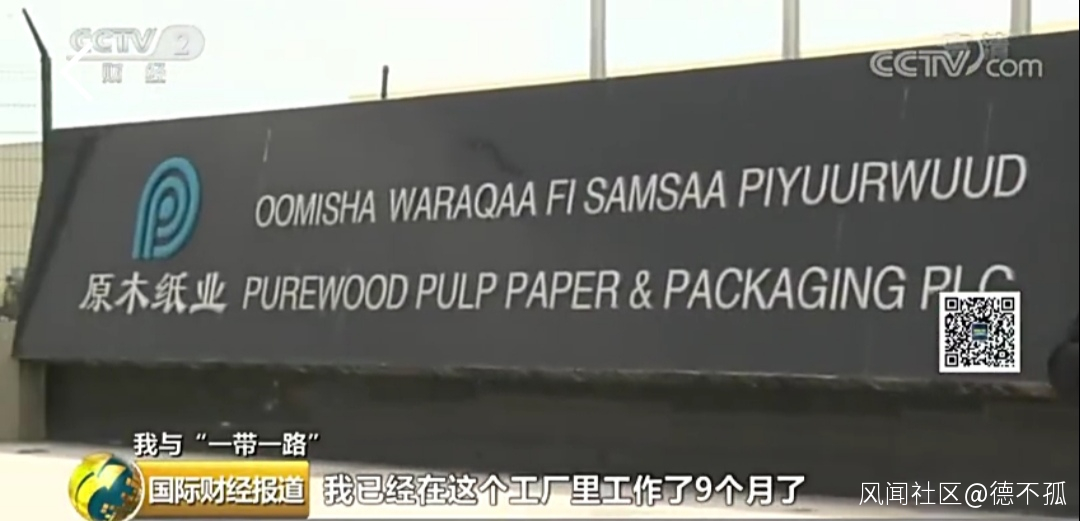 CCTV 2
财经
CCTV.com
OOMISHA WARAQAA FI SAMSAA PIYUURWUUD
原木纸业 PUREWOOD PULP PAPER & PACKAGING PLC
我与“一带一路”
国际财经报道
我已经在这个工厂里工作了9个月了
风闻社区@德不孤